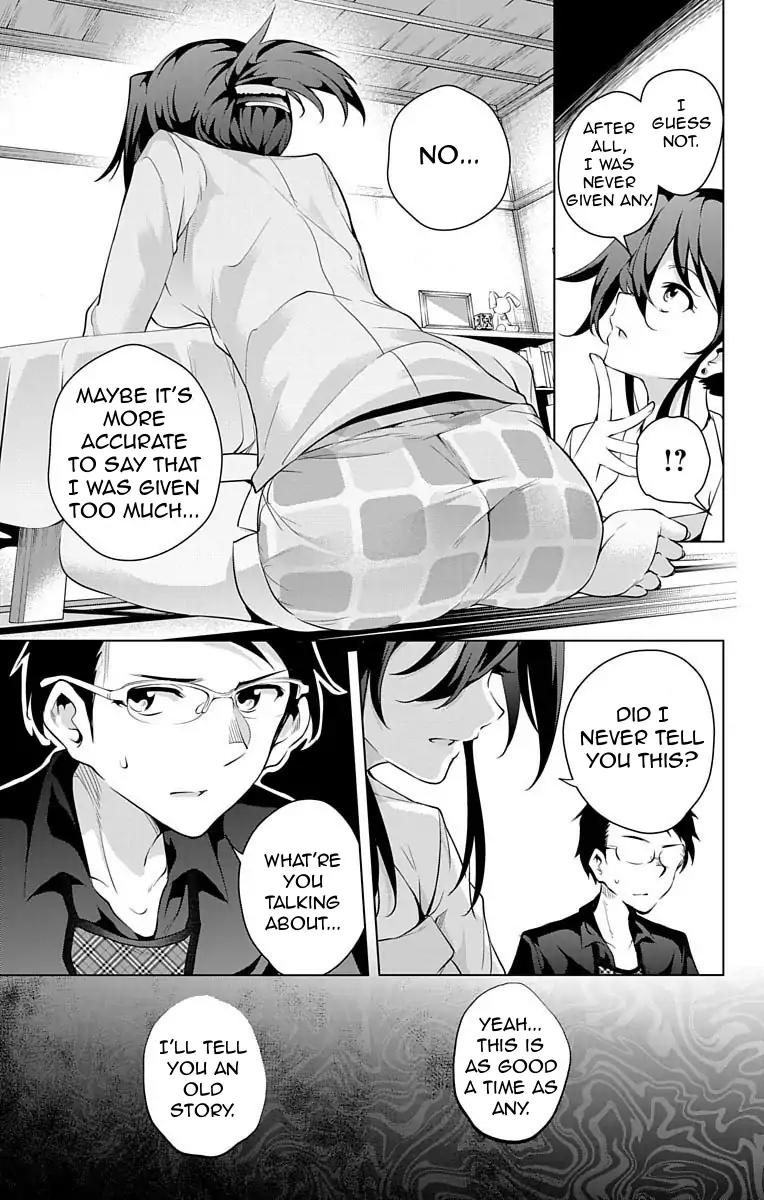 I
GUESS
NOT.
AFTER
ALL,
I WAS
NEVER
GIVEN ANY.
!?
NO...
MAYBE IT'S
MORE
ACCURATE
TO SAY THAT
I WAS GIVEN
TOO MUCH...
DID I
NEVER TELL
YOU THIS?
WHAT'RE
YOU
TALKING
ABOUT...
YEAH...
THIS IS
AS GOOD
A TIME AS
ANY.
I'LL TELL
YOU AN
OLD
STORY.